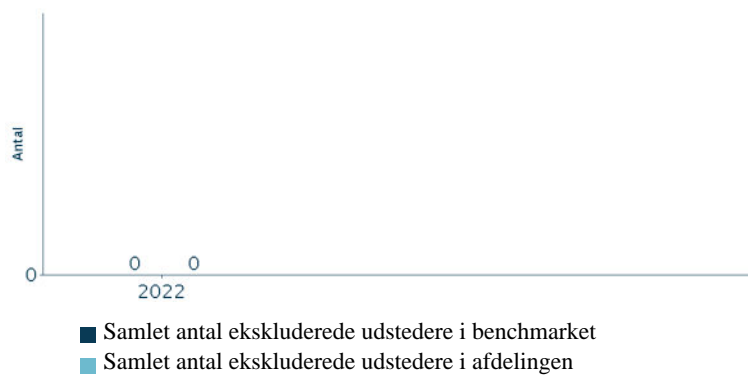 Antal
0 0
0
2022
Samlet antal ekskluderede udstedere i benchmarket
Samlet antal ekskluderede udstedere i afdelingen